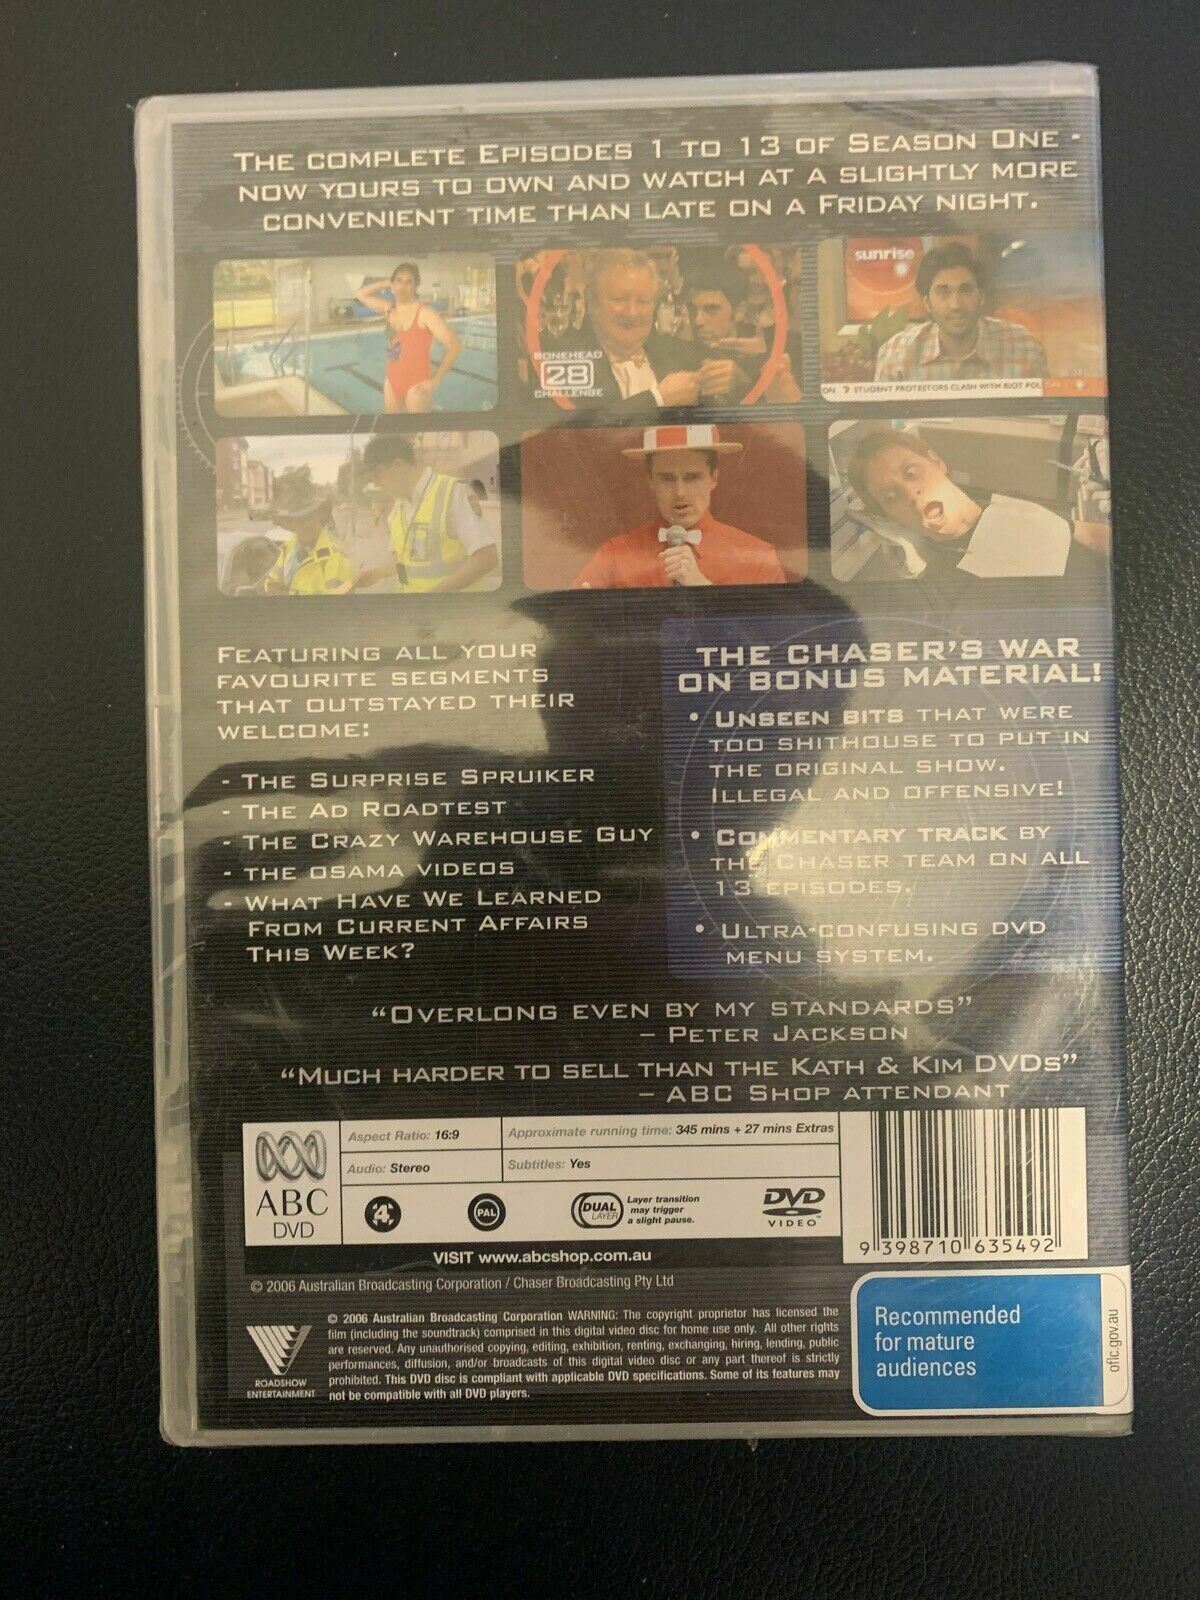 THE COMPLETE EPISODES 1 TO 13 OF SEASON ONE -
NOW YOURS TO OWN AND WATCH AT A SLIGHTLY MORE
CONVENIENT TIME THAN LATE ON A FRIDAY NIGHT.
BONEHEAD
28
CHALLENGE
sunrise
ON 7 STUDENT PROTESTORS CLASH WITH RIOT POL
FEATURING ALL YOUR
FAVOURITE SEGMENTS
THAT OUTSTAYED THEIR
WELCOME:
- THE SURPRISE SPRUIKER
- THE AD ROADTEST
- THE CRAZY WAREHOUSE GUY
- THE OSAMA VIDEOS
- WHAT HAVE WE LEARNED
FROM CURRENT AFFAIRS
THIS WEEK?
THE CHASER'S WAR
ON BONUS MATERIAL!
• UNSEEN BITS THAT WERE
TOO SHITHOUSE TO PUT IN
THE ORIGINAL SHOW.
ILLEGAL AND OFFENSIVE!
• COMMENTARY TRACK BY
THE CHASER TEAM ON ALL
13 EPISODES.
• ULTRA-CONFUSING DVD
MENU SYSTEM.
"OVERLONG EVEN BY MY STANDARDS"
– PETER JACKSON
"MUCH HARDER TO SELL THAN THE KATH & KIM DVDS"
– ABC SHOP ATTENDANT
ABC
DVD
Aspect Ratio: 16:9
Approximate running time: 345 mins + 27 mins Extras
Audio: Stereo
Subtitles: Yes
4
PAL
DUAL
LAYER
Layer transition
may trigger
a slight pause.
DVD
VIDEO
VISIT www.abcshop.com.au
9 398710 635492
© 2006 Australian Broadcasting Corporation / Chaser Broadcasting Pty Ltd
ROADSHOW
ENTERTAINMENT
© 2006 Australian Broadcasting Corporation WARNING: The copyright proprietor has licensed the
film (including the soundtrack) comprised in this digital video disc for home use only. All other rights
are reserved. Any unauthorised copying, editing, exhibition, renting, exchanging, hiring, lending, public
performances, diffusion, and/or broadcasts of this digital video disc or any part thereof is strictly
prohibited. This DVD disc is compliant with applicable DVD specifications. Some of its features may
not be compatible with all DVD players.
Recommended
for mature
audiences
oflc.gov.au